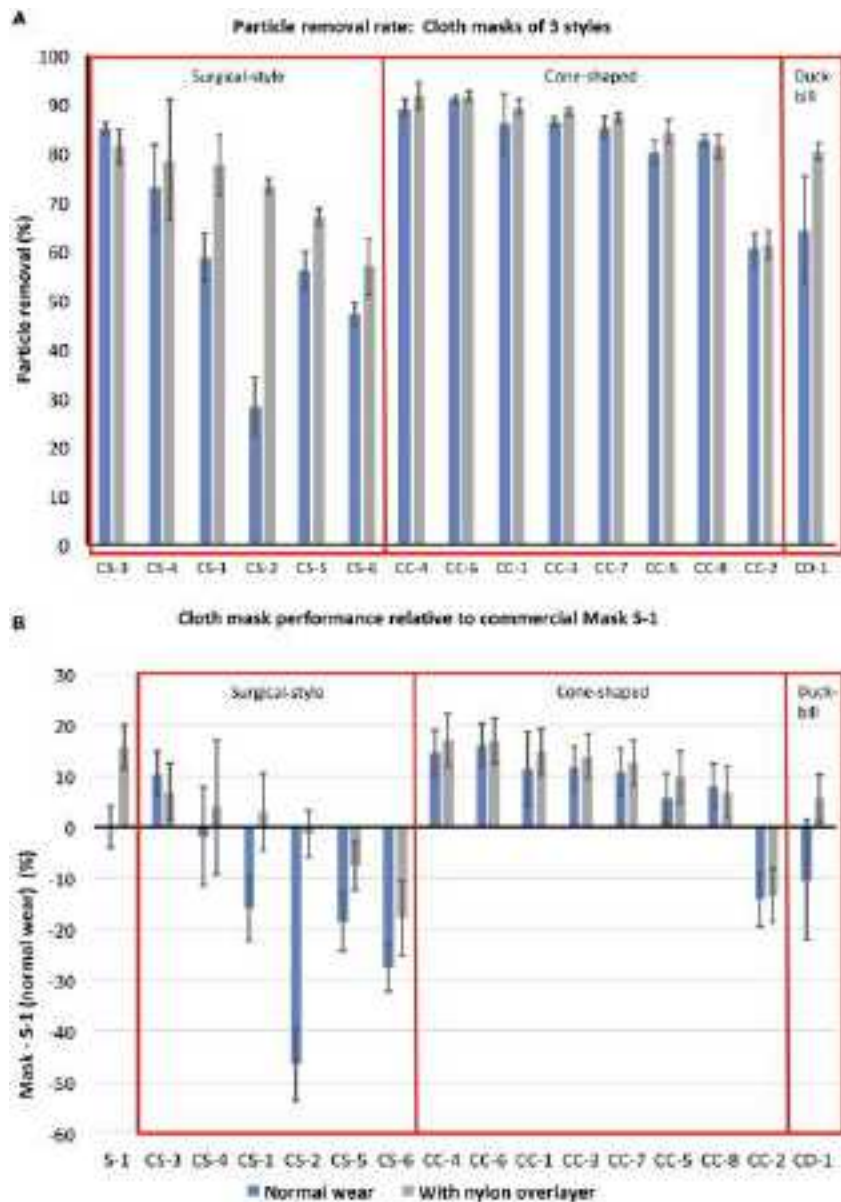 A
Particle removal rate: Cloth masks of 3 styles
Surgical-style
Cone-shaped
Duck-
bill
Particle removal (%)
100
90
80
70
60
50
40
30
20
10
0
CS-3 CS-4 CS-1 CS-2 CS-5 CS-6 CC-4 CC-6 CC-1 CC-3 CC-7 CC-5 CC-8 CC-2 CD-1
B
Cloth mask performance relative to commercial Mask S-1
Surgical-style
Cone-shaped
Duck-
bill
Mask - S-1 (normal wear) (%)
30
20
10
0
-10
-20
-30
-40
-50
-60
S-1 CS-3 CS-4 CS-1 CS-2 CS-5 CS-6 CC-4 CC-6 CC-1 CC-3 CC-7 CC-5 CC-8 CC-2 CD-1
Normal wear With nylon overlayer